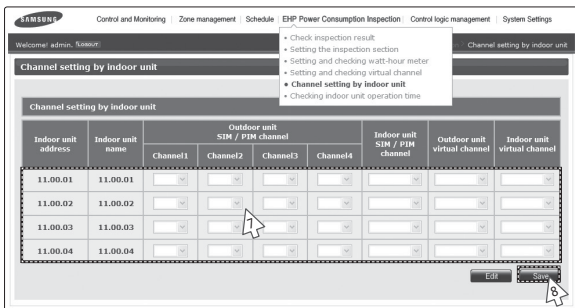 SAMSUNG
Control and Monitoring | Zone management | Schedule | EHP Power Consumption Inspection | Control logic management | System Settings
Welcome! admin. LOGOUT
Channel setting by indoor unit
• Check inspection result
• Setting the inspection section
• Setting and checking watt-hour meter
• Setting and checking virtual channel
• Channel setting by indoor unit
• Checking indoor unit operation time
Channel setting by indoor unit
Channel setting by indoor unit
Indoor unit address
Indoor unit name
Outdoor unit SIM / PIM channel
Channel1 Channel2 Channel3 Channel4
Indoor unit SIM / PIM channel
Outdoor unit virtual channel
Indoor unit virtual channel
11.00.01 11.00.01
11.00.02 11.00.02
11.00.03 11.00.03
11.00.04 11.00.04
7
Edit Save
8